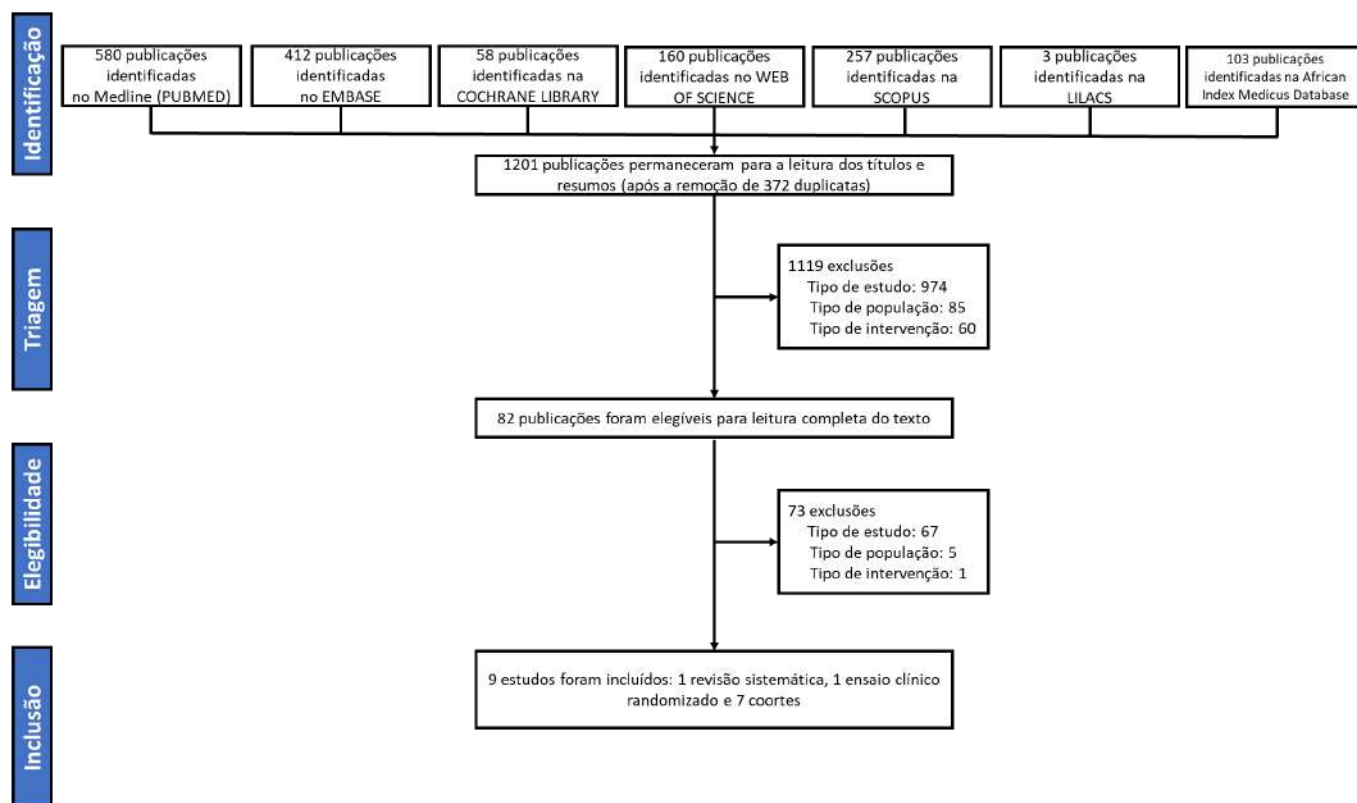 Identificação
580 publicações
identificadas
no Medline (PUBMED)
412 publicações
identificadas
no EMBASE
58 publicações
identificadas na
COCHRANE LIBRARY
160 publicações
identificadas no WEB
OF SCIENCE
257 publicações
identificadas na
SCOPUS
3 publicações
identificadas na
LILACS
103 publicações
identificadas na African
Index Medicus Database
1201 publicações permaneceram para a leitura dos títulos e
resumos (após a remoção de 372 duplicatas)
Triagem
1119 exclusões
Tipo de estudo: 974
Tipo de população: 85
Tipo de intervenção: 60
82 publicações foram elegíveis para leitura completa do texto
Elegibilidade
73 exclusões
Tipo de estudo: 67
Tipo de população: 5
Tipo de intervenção: 1
Inclusão
9 estudos foram incluídos: 1 revisão sistemática, 1 ensaio clínico
randomizado e 7 coortes